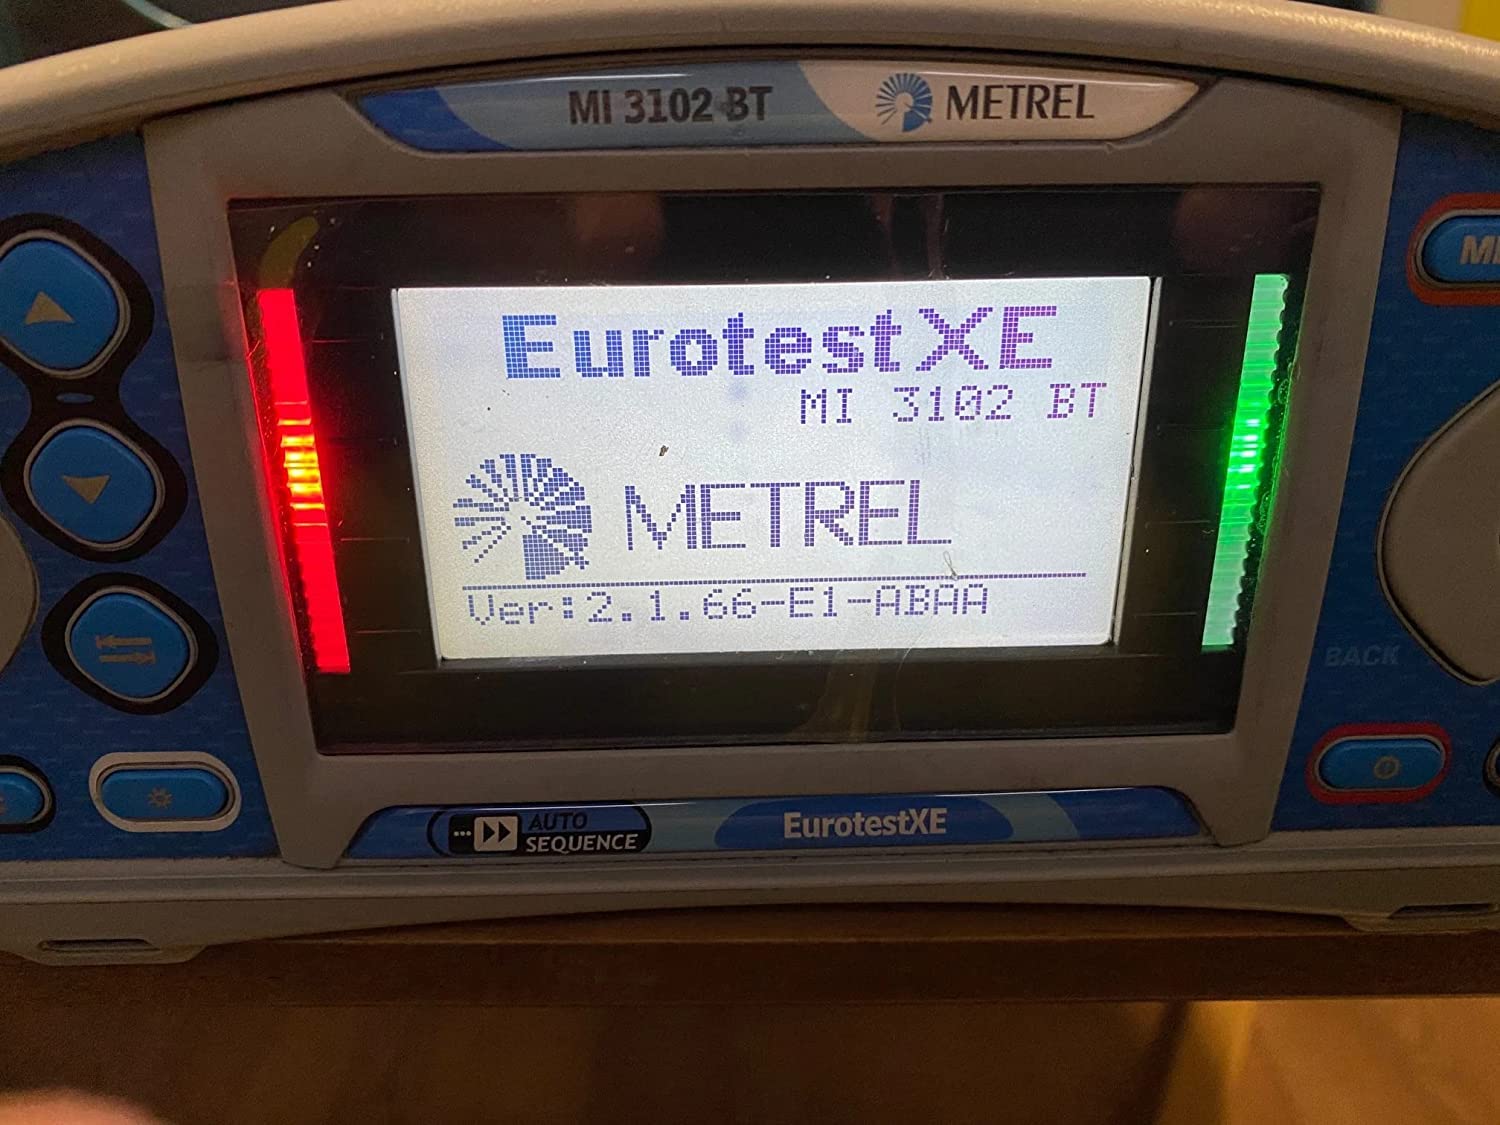 MI 3102 BT METREL
EurotestXE
MI 3102 BT
METREL
Ver:2.1.66-E1-ABAA
BACK
AUTO
SEQUENCE
EurotestXE